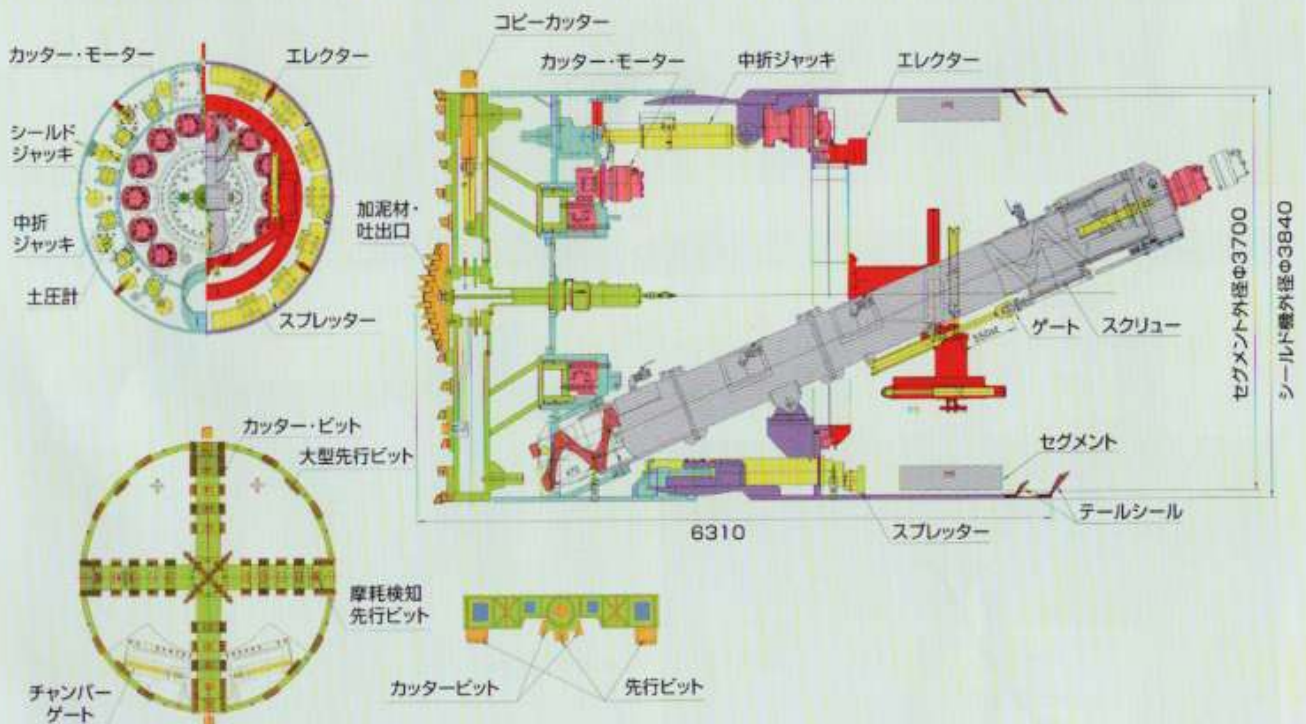 コピーカッター
カッター・モーター
エレクター
カッター・モーター
中折ジャッキ
エレクター
シールド
ジャッキ
中折
ジャッキ
土圧計
スプレッター
加泥材・
吐出口
ゲート
スクリュー
セグメント外径Φ3700
シールド機外径Φ3840
セグメント
テールシール
スプレッター
6310
カッター・ビット
大型先行ビット
摩耗検知
先行ビット
チャンバー
ゲート
カッタービット
先行ビット